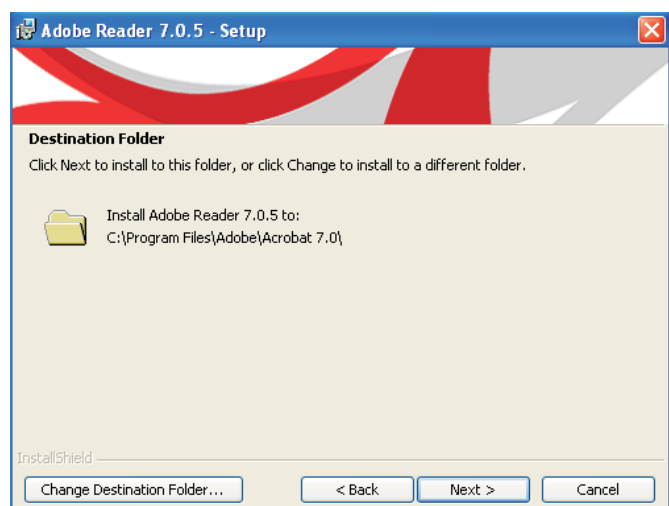 Adobe Reader 7.0.5 - Setup
Destination Folder
Click Next to install to this folder, or click Change to install to a different folder.
Install Adobe Reader 7.0.5 to:
C:\Program Files\Adobe\Acrobat 7.0\
InstallShield
Change Destination Folder... < Back Next > Cancel